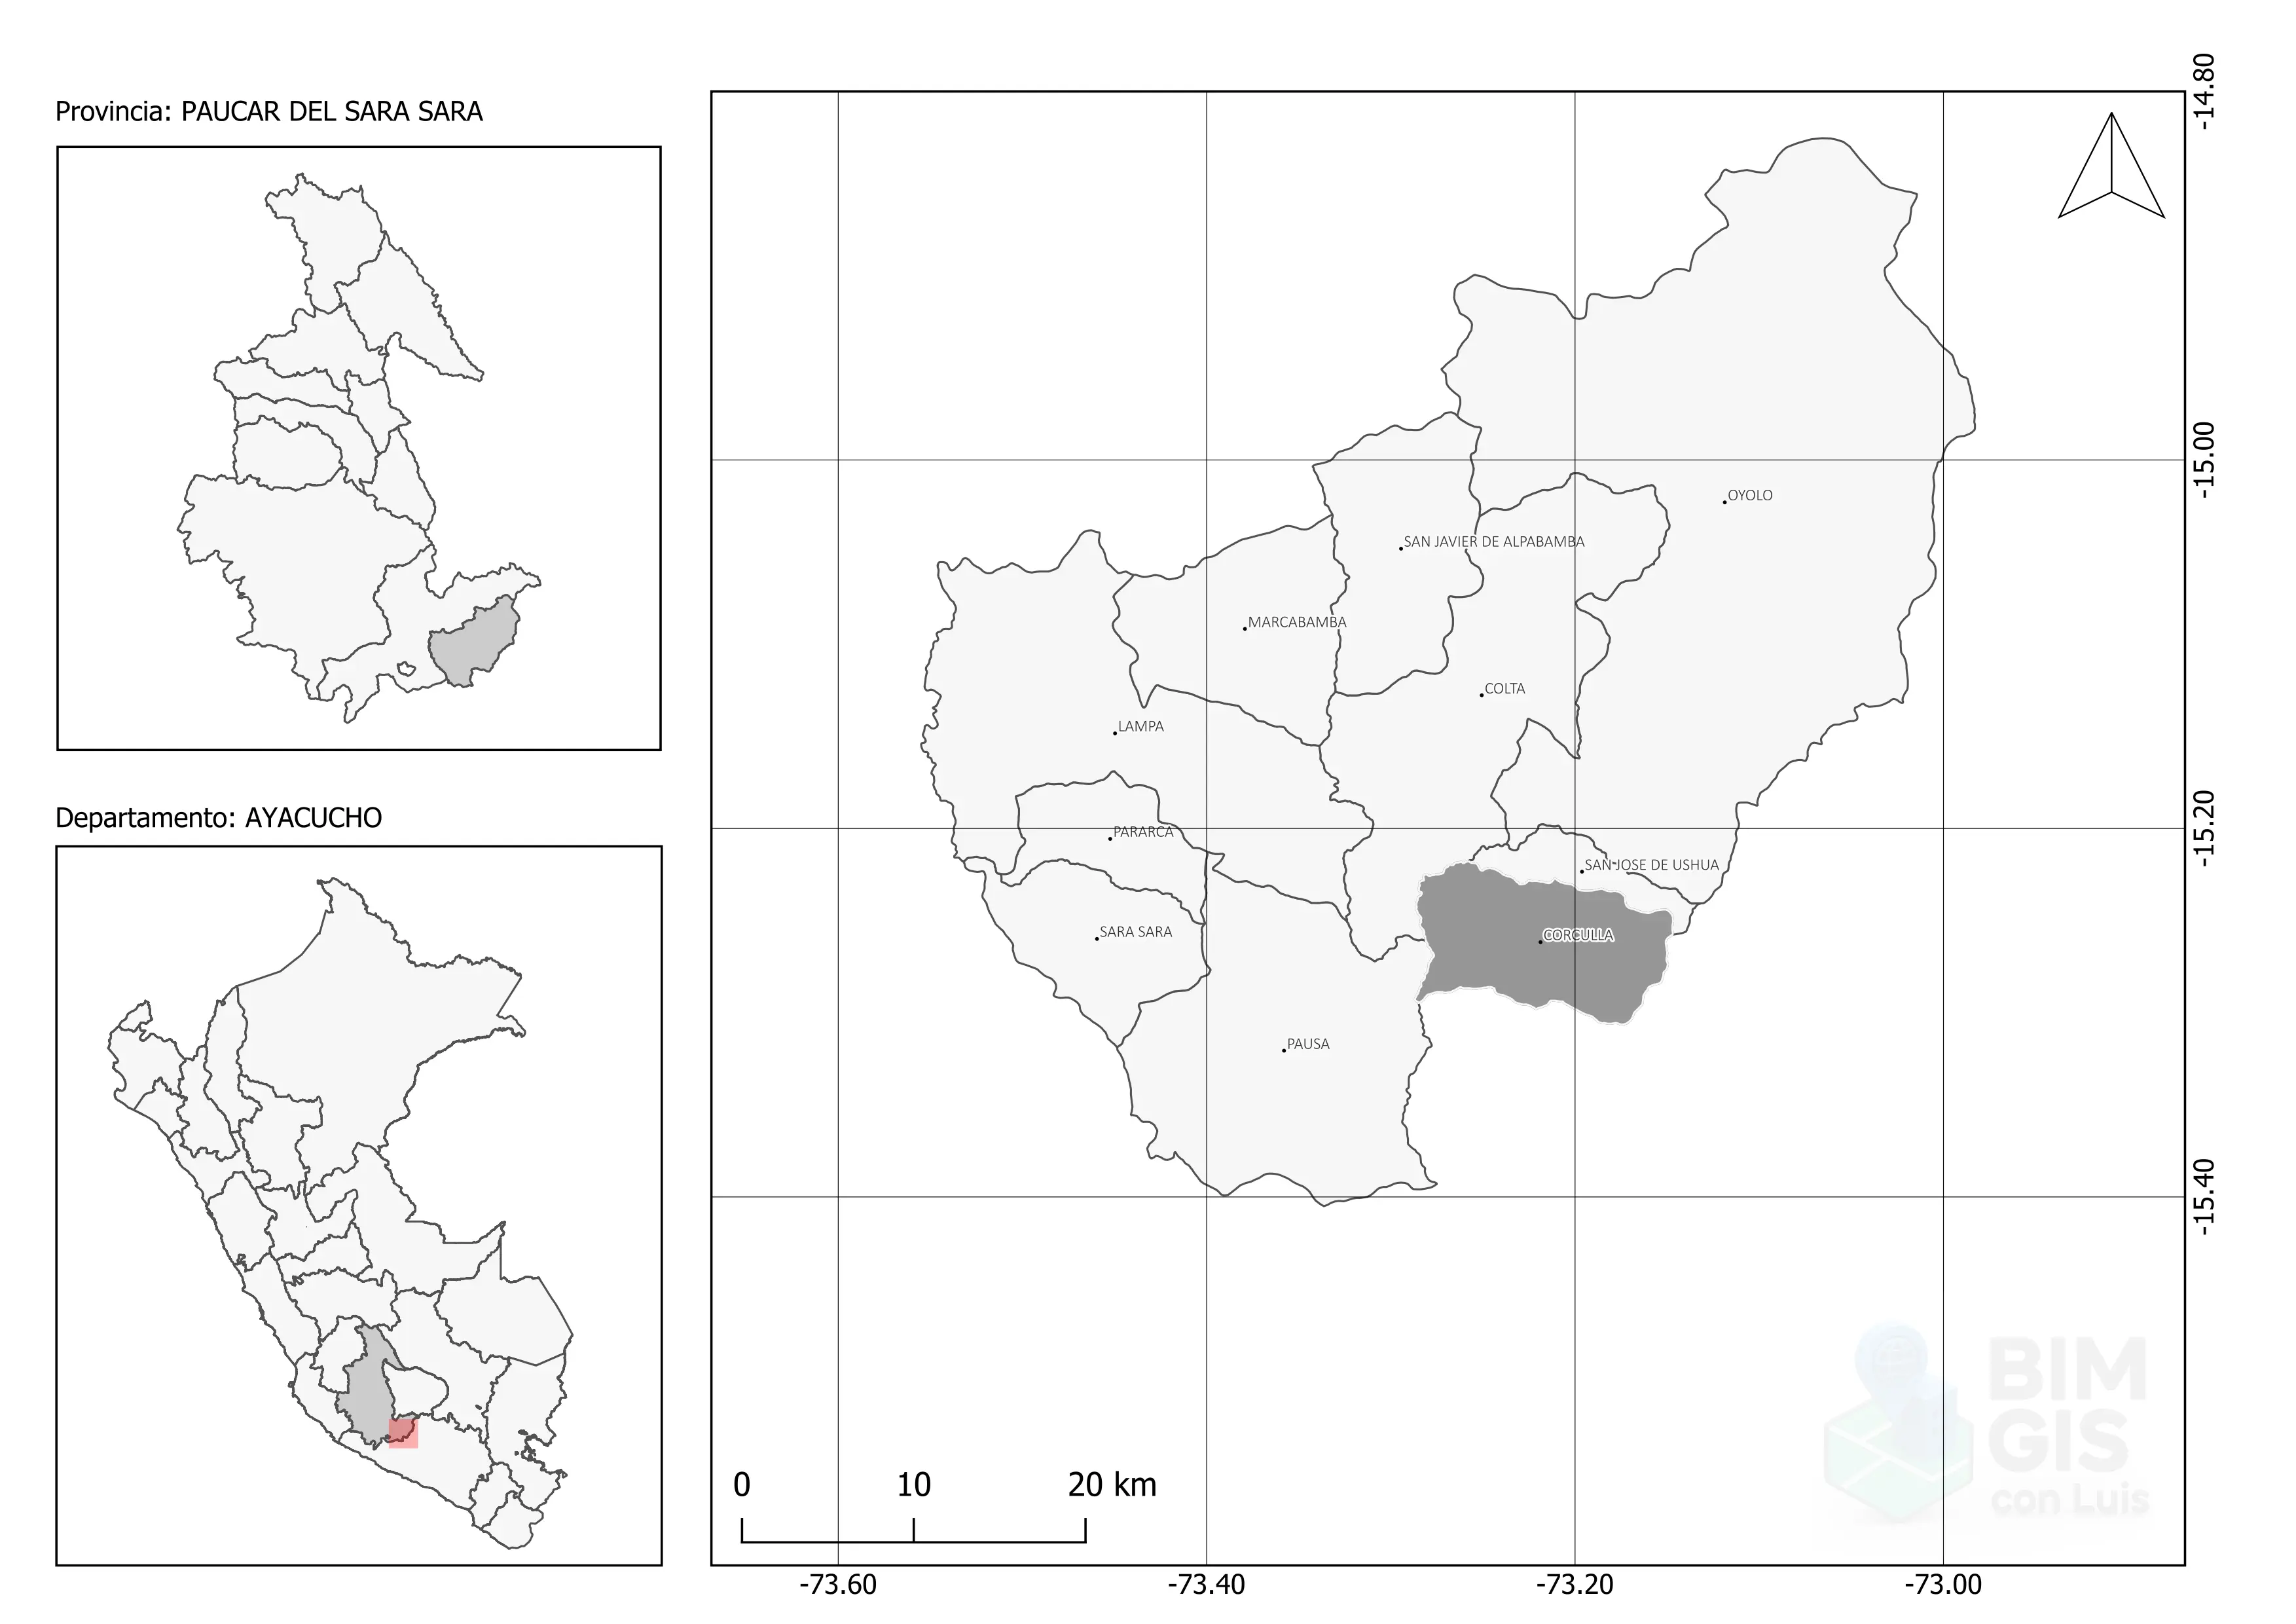 Provincia: PAUCAR DEL SARA SARA
Departamento: AYACUCHO
OYOLO
SAN JAVIER DE ALPABAMBA
MARCABAMBA
COLTA
LAMPA
PARARCA
SAN JOSE DE USHUA
SARA SARA
CORCULLA
PAUSA
-14.80
-15.00
-15.20
-15.40
BIM
GIS
con Luis
0 10 20 km
-73.60 -73.40 -73.20 -73.00